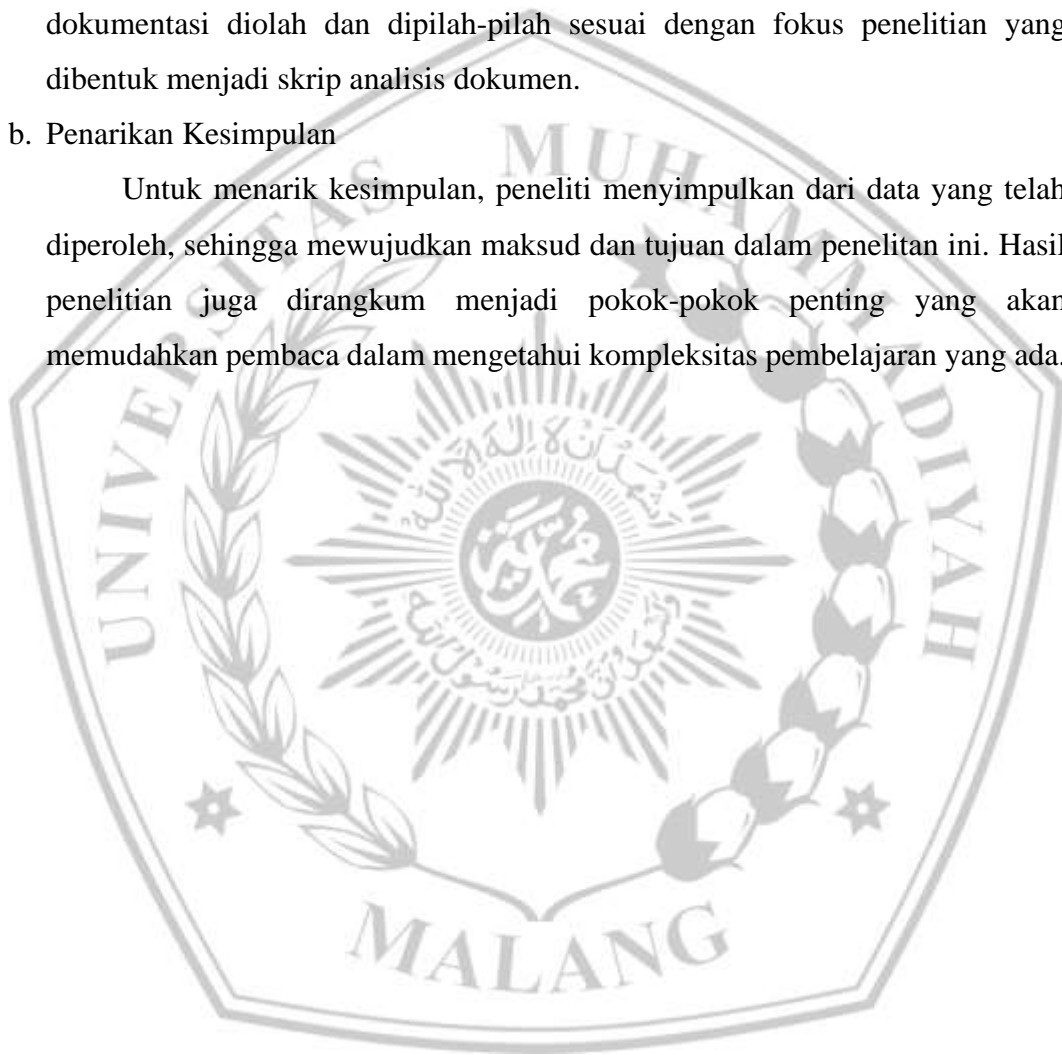 dokumentasi diolah dan dipilah-pilah sesuai dengan fokus penelitian yang
dibentuk menjadi skrip analisis dokumen.
b. Penarikan Kesimpulan
Untuk menarik kesimpulan, peneliti menyimpulkan dari data yang telah
diperoleh, sehingga mewujudkan maksud dan tujuan dalam penelitan ini. Hasil
penelitian juga dirangkum menjadi pokok-pokok penting yang akan
memudahkan pembaca dalam mengetahui kompleksitas pembelajaran yang ada.
UNIVERSITAS MUHAMMADIYAH
MALANG